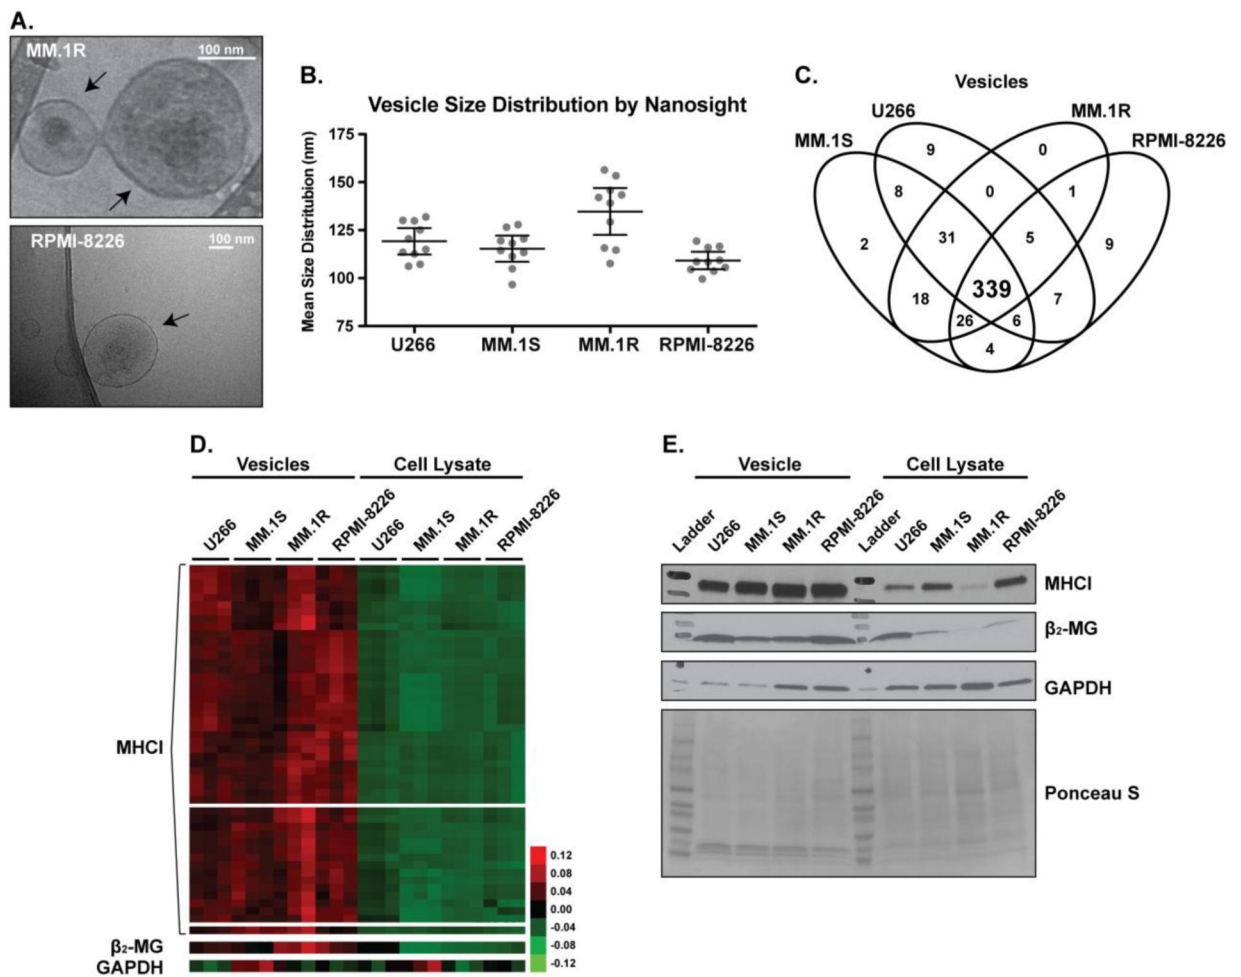 A.
MM.1R
100 nm
RPMI-8226
100 nm
B.
Vesicle Size Distribution by Nanosight
Mean Size Distritubion (nm)
175
150
125
100
75
U266 MM.1S MM.1R RPMI-8226
C.
Vesicles
U266 MM.1R
MM.1S RPMI-8226
9 0
8 0 1
2 31 5 9
18 339 7
26 6
4
D.
Vesicles Cell Lysate
U266 MM.1S MM.1R RPMI-8226 U266 MM.1S MM.1R RPMI-8226
MHCI
β₂-MG
GAPDH
0.12
0.08
0.04
0.00
-0.04
-0.08
-0.12
E.
Vesicle Cell Lysate
Ladder U266 MM.1S MM.1R RPMI-8226 Ladder U266 MM.1S MM.1R RPMI-8226
MHCI
β₂-MG
GAPDH
Ponceau S